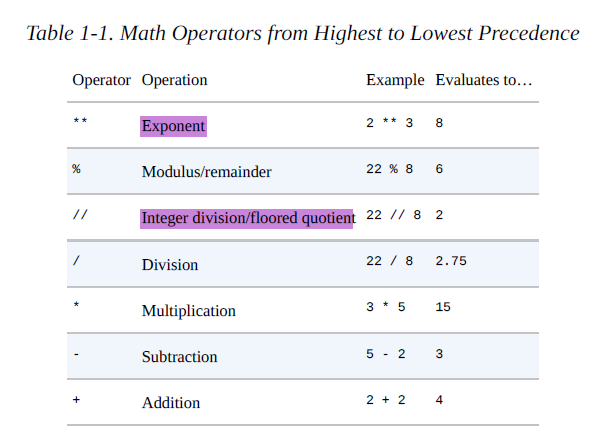 Table 1-1. Math Operators from Highest to Lowest Precedence
Operator Operation Example Evaluates to…
** Exponent 2 ** 3 8
% Modulus/remainder 22 % 8 6
// Integer division/floored quotient 22 // 8 2
/ Division 22 / 8 2.75
* Multiplication 3 * 5 15
- Subtraction 5 - 2 3
+ Addition 2 + 2 4